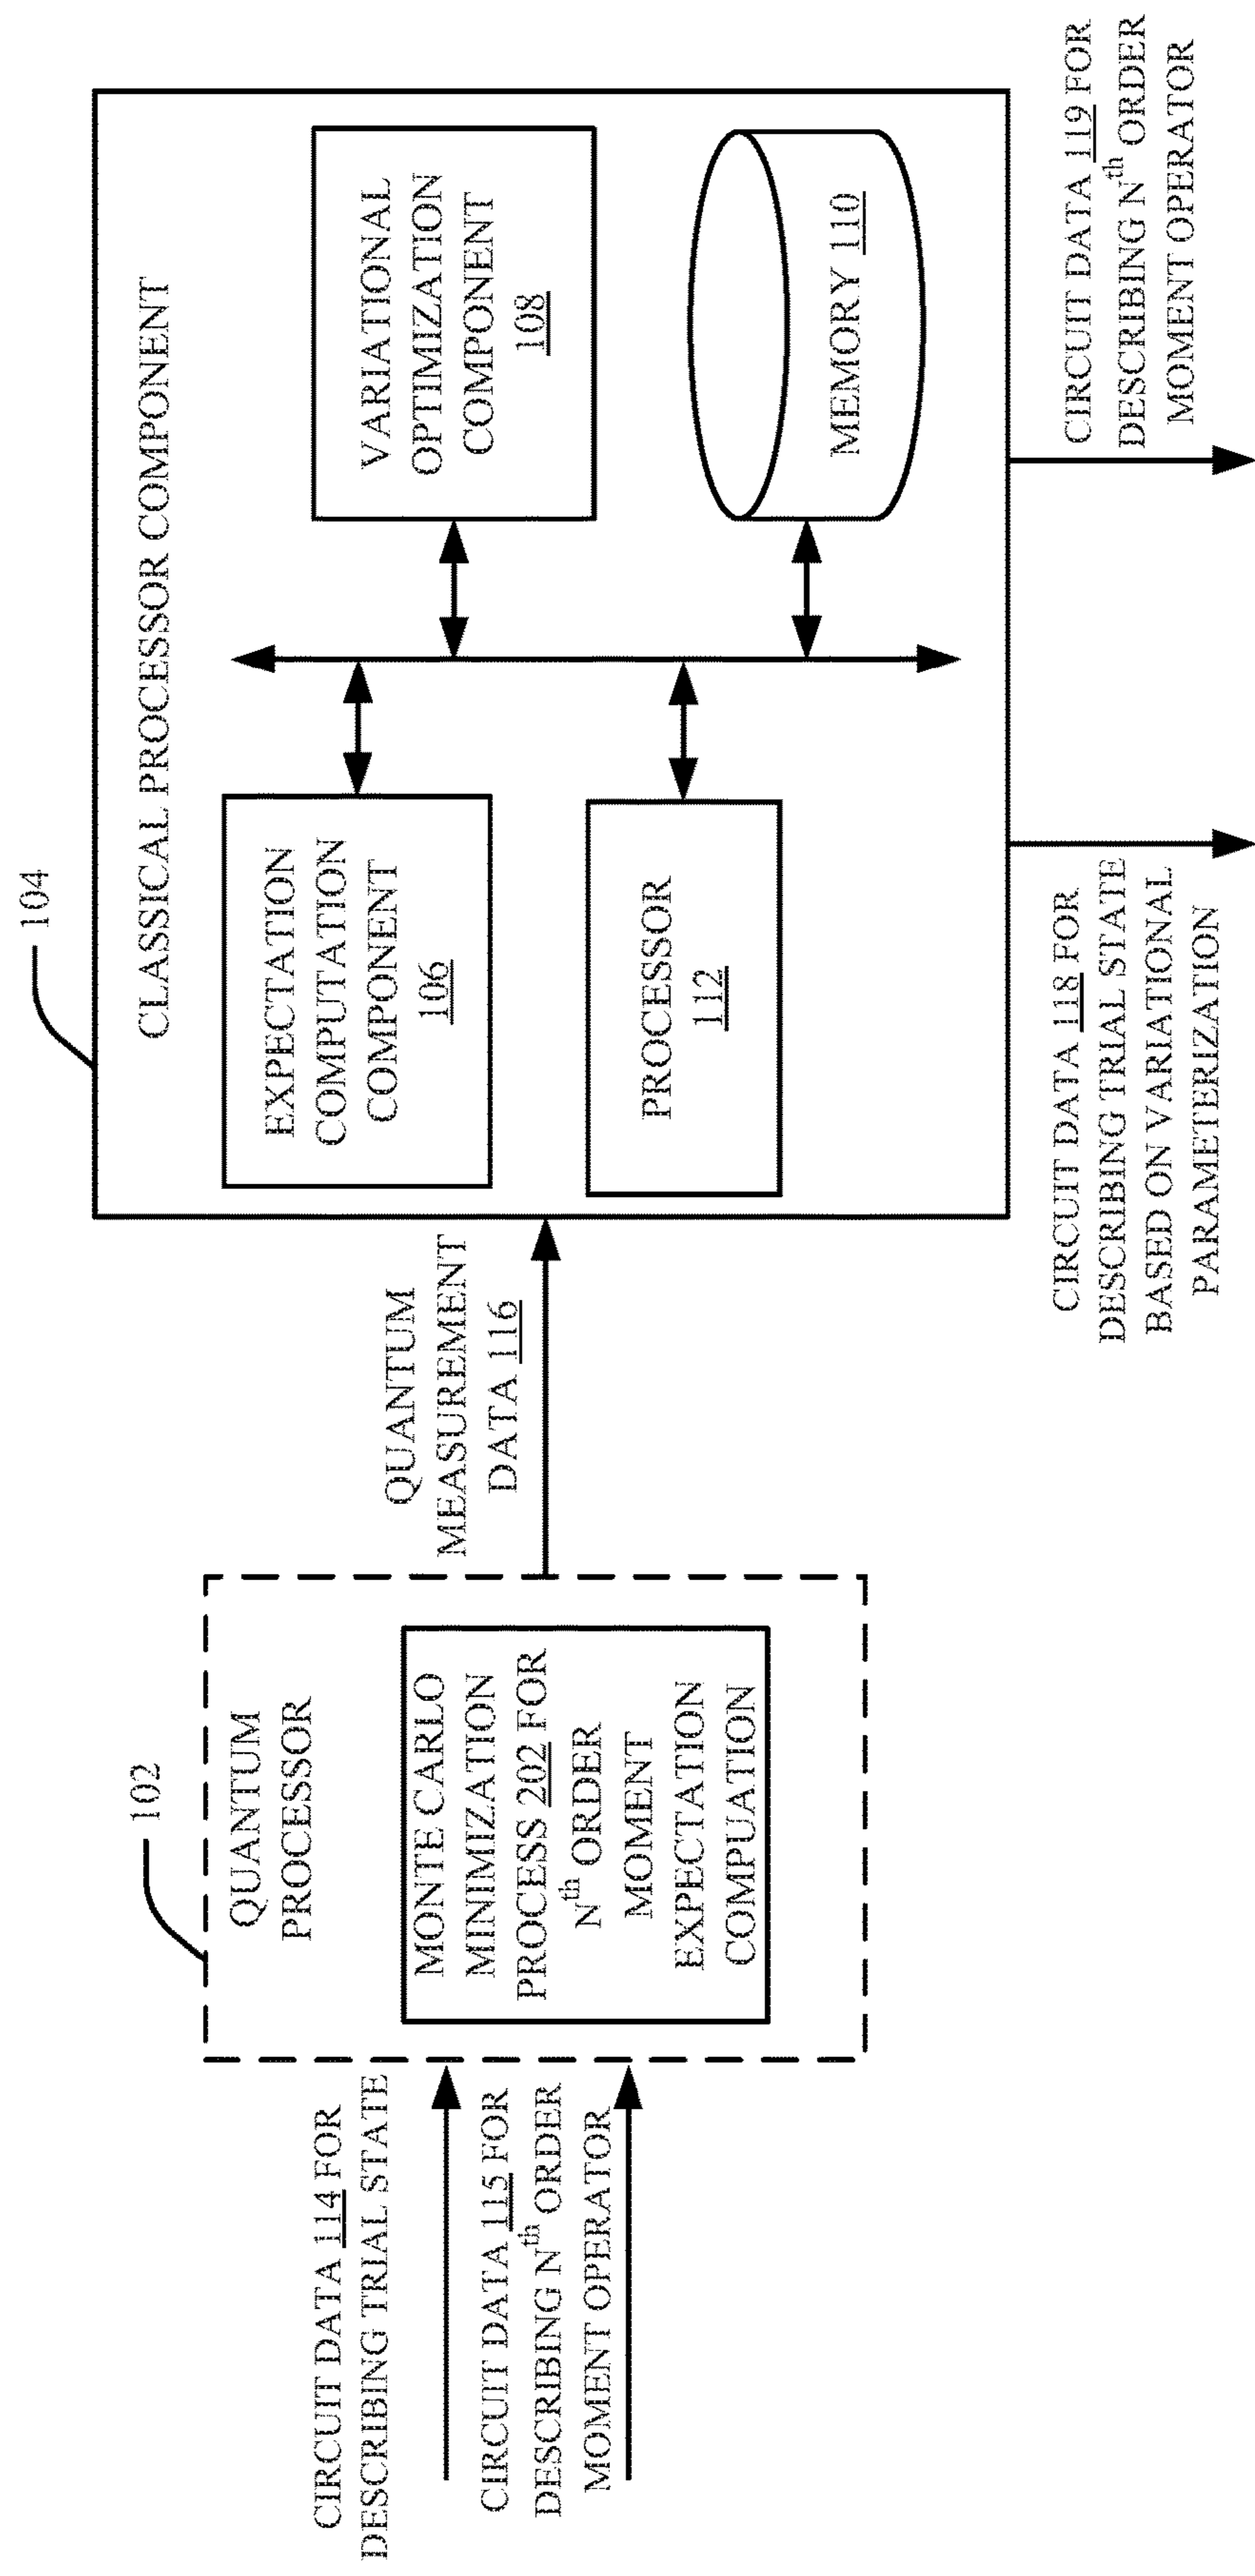 102
QUANTUM
PROCESSOR
MONTE CARLO
MINIMIZATION
PROCESS 202 FOR
Nth ORDER
MOMENT
EXPECTATION
COMPUATION
CIRCUIT DATA 114 FOR
DESCRIBING TRIAL STATE
CIRCUIT DATA 115 FOR
DESCRIBING Nth ORDER
MOMENT OPERATOR
QUANTUM
MEASUREMENT
DATA 116
104
CLASSICAL PROCESSOR COMPONENT
EXPECTATION
COMPUTATION
COMPONENT
106
VARIATIONAL
OPTIMIZATION
COMPONENT
108
PROCESSOR
112
MEMORY 110
CIRCUIT DATA 118 FOR
DESCRIBING TRIAL STATE
BASED ON VARIATIONAL
PARAMETERIZATION
CIRCUIT DATA 119 FOR
DESCRIBING Nth ORDER
MOMENT OPERATOR